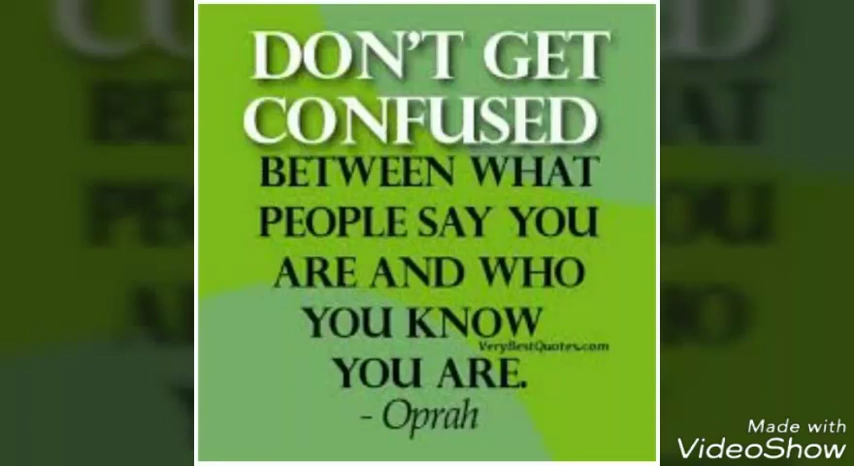 DON'T GET
CONFUSED
BETWEEN WHAT
PEOPLE SAY YOU
ARE AND WHO
YOU KNOW
VeryBestQuotes.com
YOU ARE.
- Oprah
Made with
VideoShow